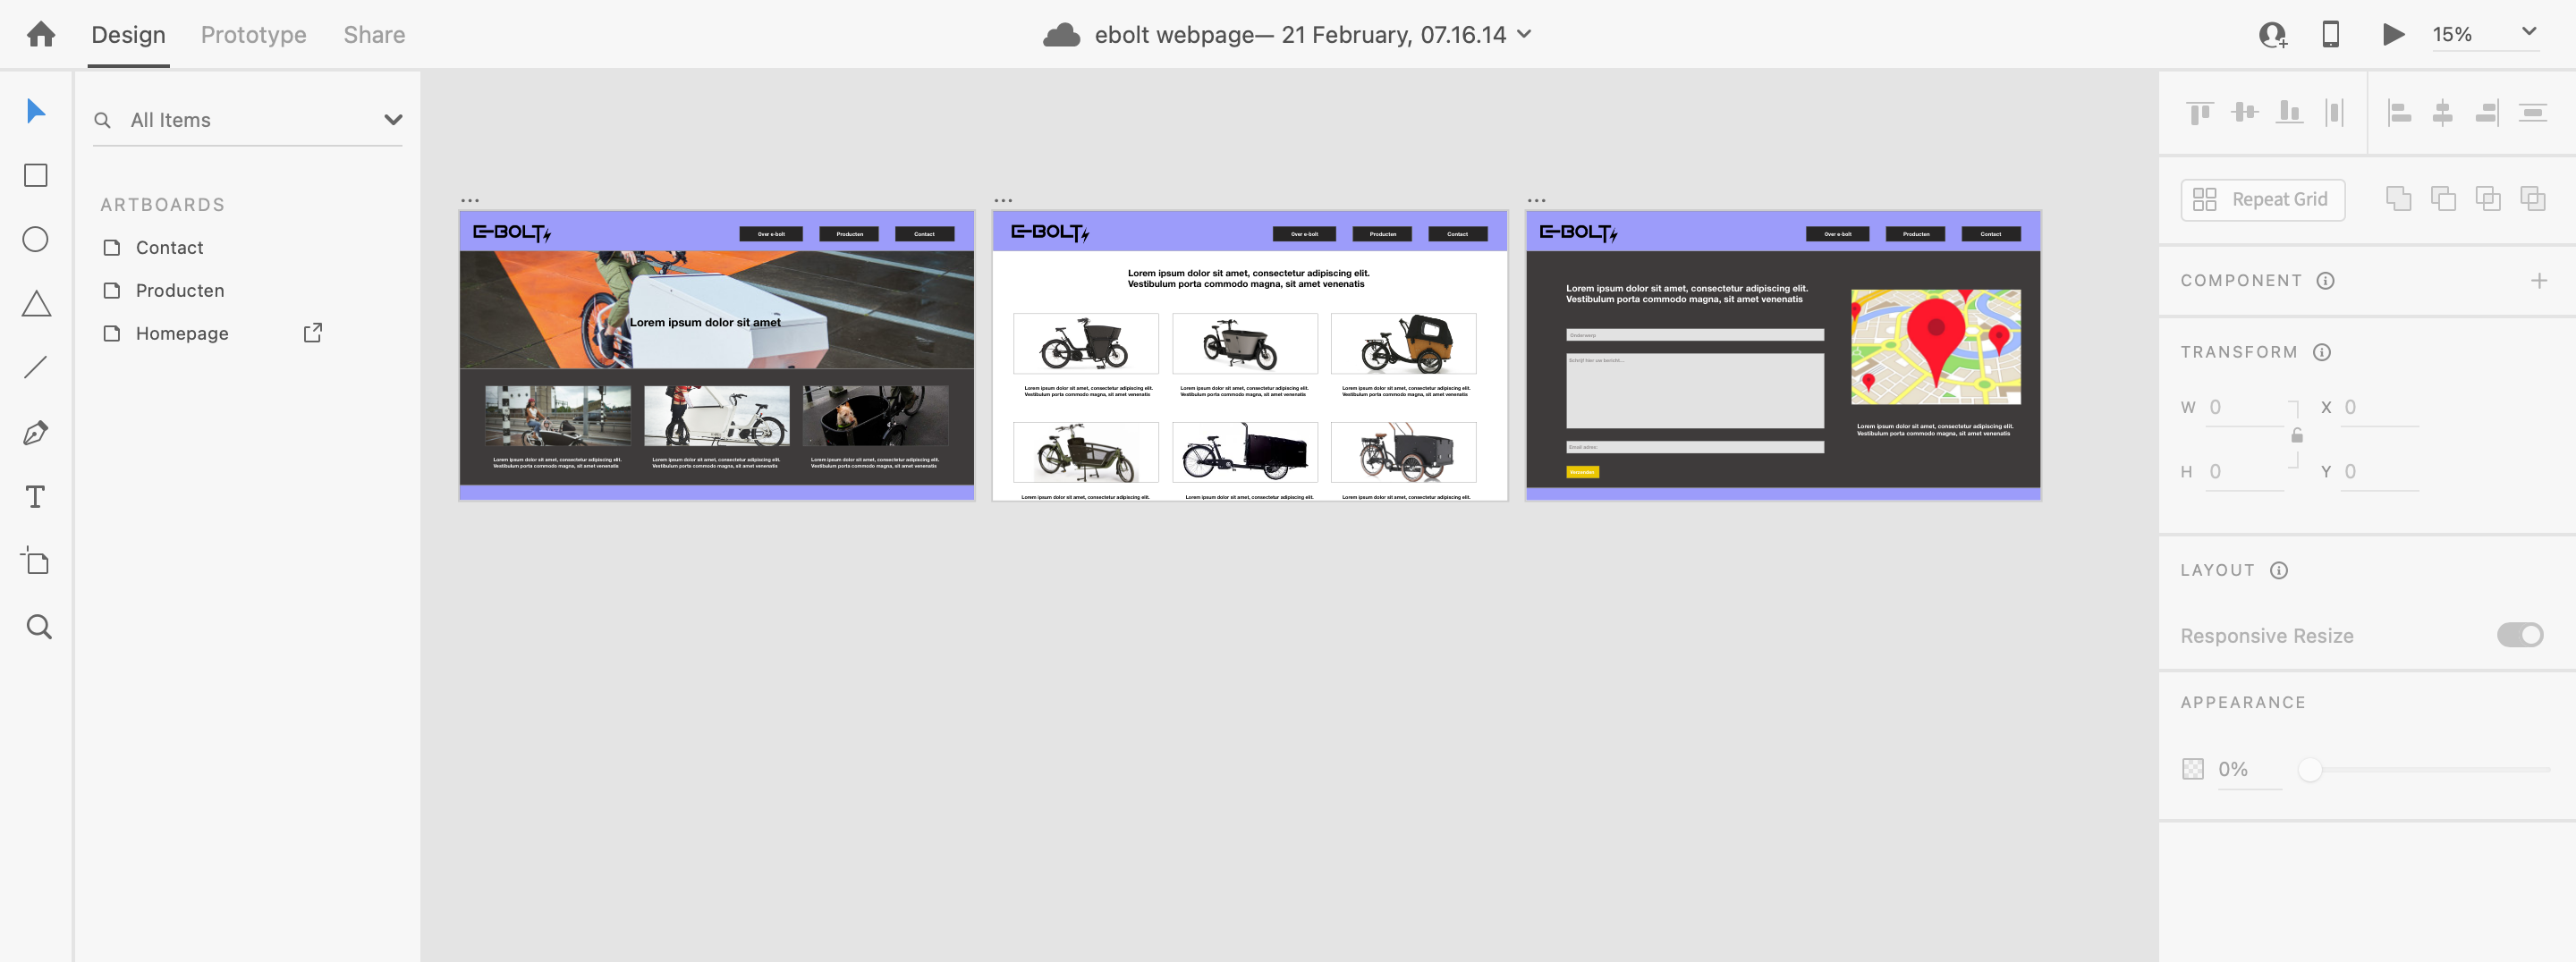 Design
Prototype
Share
ebolt webpage— 21 February, 07.16.14
15%
All Items
ARTBOARDS
Contact
Producten
Homepage
E-BOLT
Over e-bolt
Producten
Contact
Lorem ipsum dolor sit amet
Lorem ipsum dolor sit amet, consectetur adipiscing elit.
Vestibulum porta commodo magna, sit amet venenatis
Lorem ipsum dolor sit amet, consectetur adipiscing elit.
Vestibulum porta commodo magna, sit amet venenatis
Lorem ipsum dolor sit amet, consectetur adipiscing elit.
Vestibulum porta commodo magna, sit amet venenatis
E-BOLT
Over e-bolt
Producten
Contact
Lorem ipsum dolor sit amet, consectetur adipiscing elit.
Vestibulum porta commodo magna, sit amet venenatis
Lorem ipsum dolor sit amet, consectetur adipiscing elit.
Vestibulum porta commodo magna, sit amet venenatis
Lorem ipsum dolor sit amet, consectetur adipiscing elit.
Vestibulum porta commodo magna, sit amet venenatis
Lorem ipsum dolor sit amet, consectetur adipiscing elit.
Vestibulum porta commodo magna, sit amet venenatis
Lorem ipsum dolor sit amet, consectetur adipiscing elit.
Lorem ipsum dolor sit amet, consectetur adipiscing elit.
Lorem ipsum dolor sit amet, consectetur adipiscing elit.
E-BOLT
Over e-bolt
Producten
Contact
Lorem ipsum dolor sit amet, consectetur adipiscing elit.
Vestibulum porta commodo magna, sit amet venenatis
Onderwerp
Schrijf hier uw bericht...
Email adres:
Verzenden
Lorem ipsum dolor sit amet, consectetur adipiscing elit.
Vestibulum porta commodo magna, sit amet venenatis
Repeat Grid
COMPONENT
TRANSFORM
W 0
X 0
H 0
Y 0
LAYOUT
Responsive Resize
APPEARANCE
0%